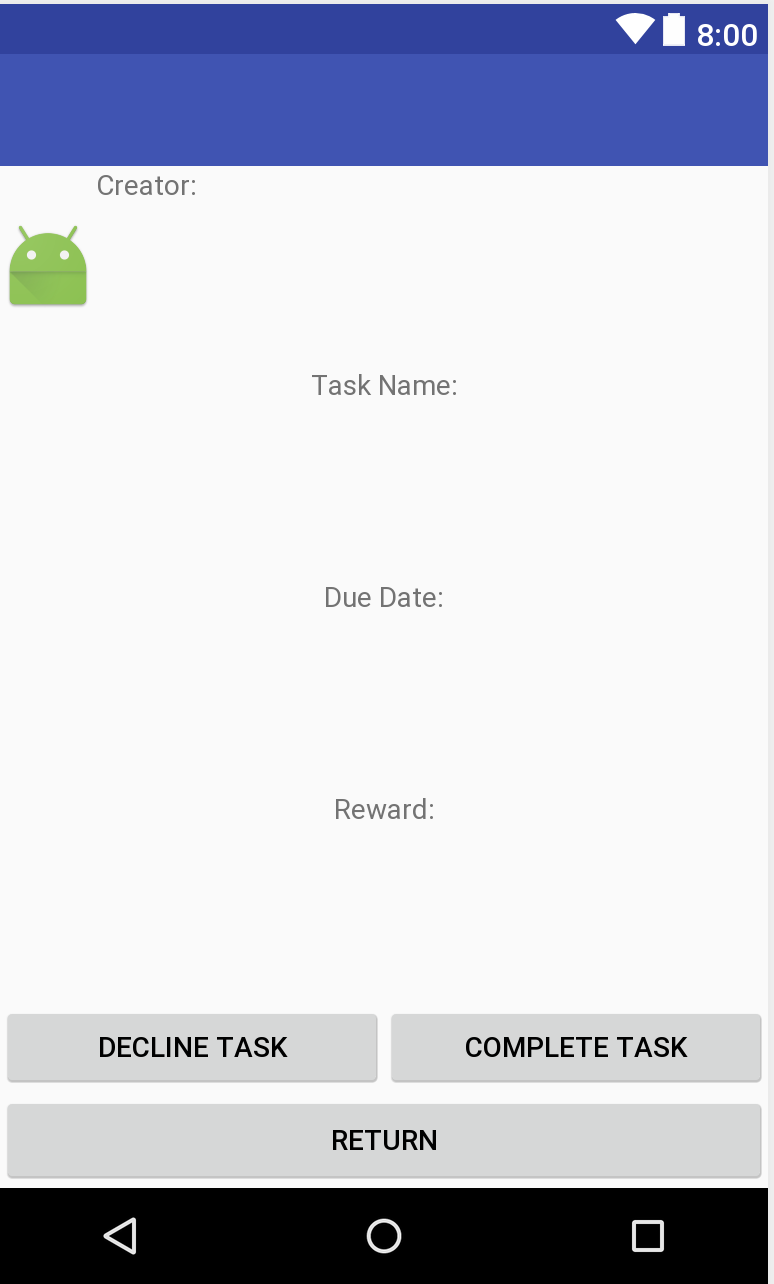 8:00
Creator:
Task Name:
Due Date:
Reward:
DECLINE TASK
COMPLETE TASK
RETURN